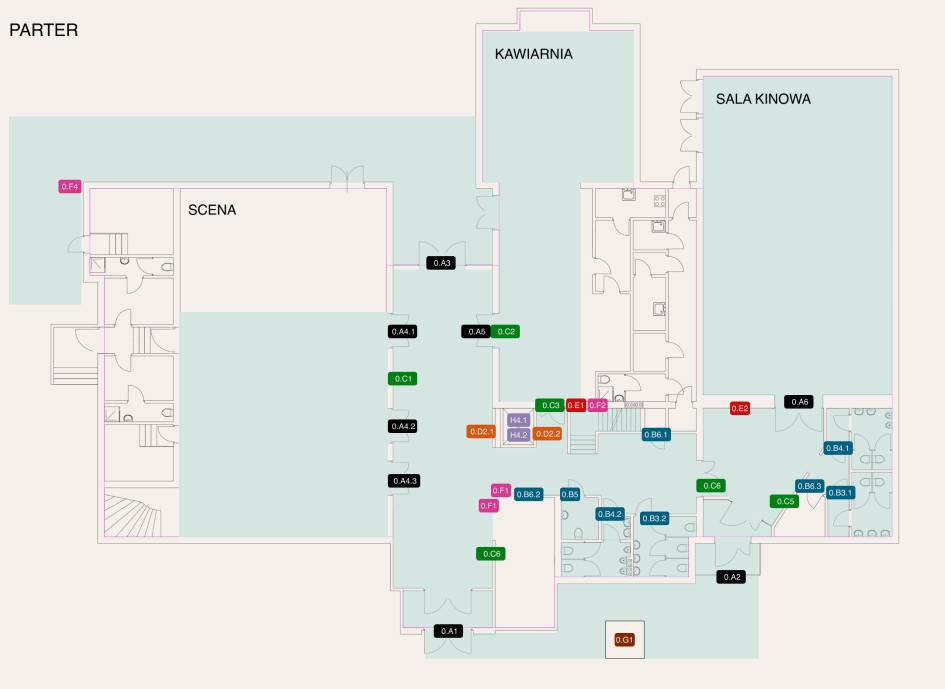 PARTER
KAWIARNIA
SALA KINOWA
0.F4
SCENA
0.A3
0.A4.1
0.A5
0.C2
0.C1
0.C3
0.E1
0.F2
0.E2
0.A6
H4.1
H4.2
0.D2.1
0.D2.2
0.A4.2
0.B6.1
0.B4.1
0.A4.3
0.F1
0.F1
0.B6.2
0.B5
0.C6
0.B6.3
0.B3.1
0.C5
0.B4.2
0.B3.2
0.C6
0.A2
0.A1
0.G1